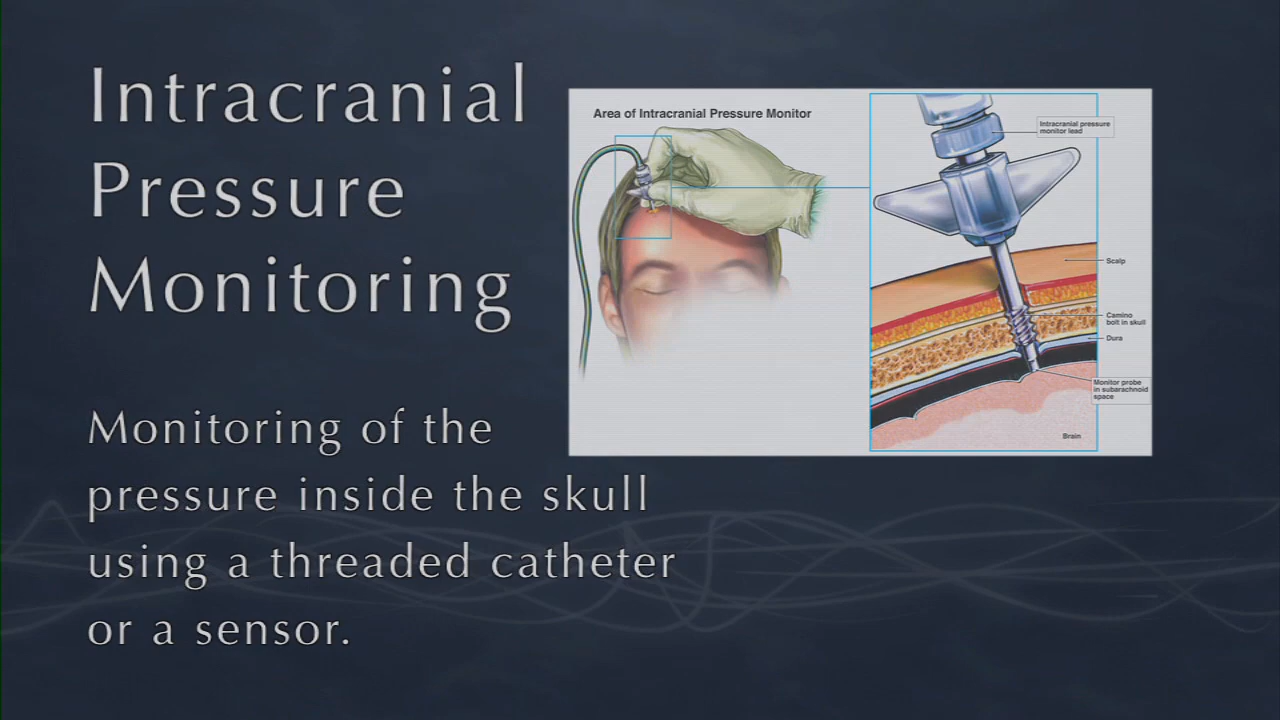 Intracranial
Pressure
Monitoring
Monitoring of the
pressure inside the skull
using a threaded catheter
or a sensor.
Area of Intracranial Pressure Monitor
Intracranial pressure
monitor lead
Scalp
Camino
bolt in skull
Dura
Monitor probe
in subarachnoid
space
Brain